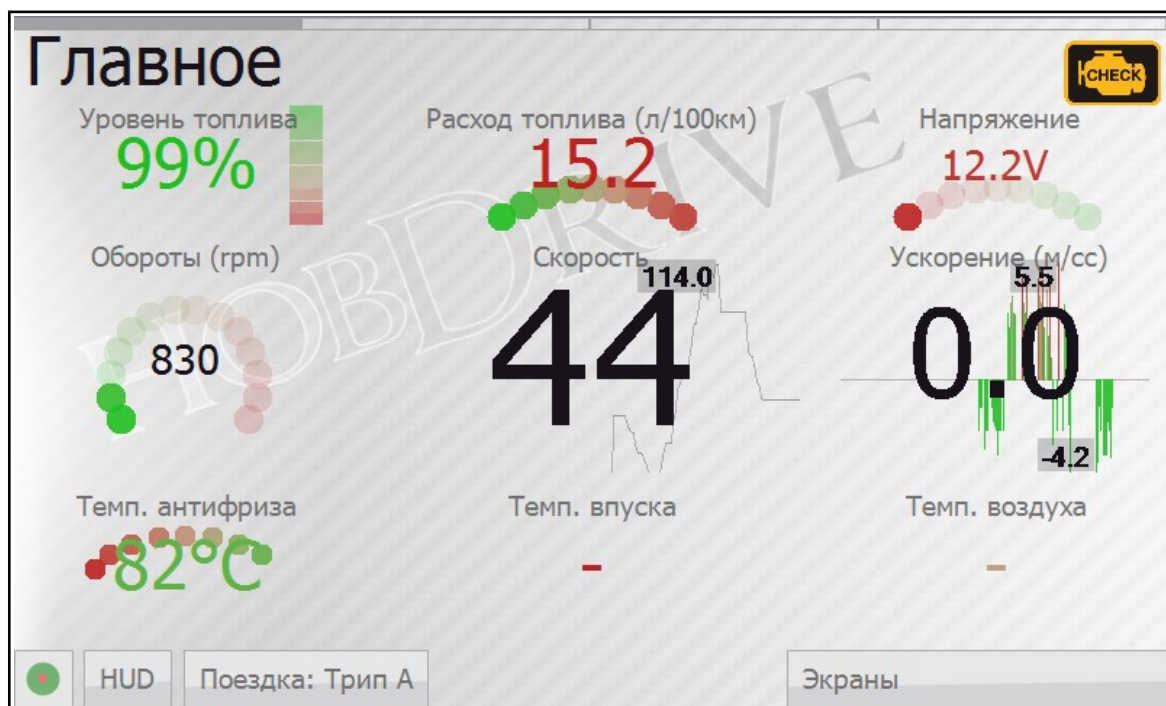 Главное
CHECK
Уровень топлива
99%
Расход топлива (л/100км)
15.2
Напряжение
12.2V
HOBDRIVE
Обороты (rpm)
830
Скорость
114.0
44
Ускорение (м/сс)
5.5
0.0
-4.2
Темп. антифриза
82°C
Темп. впуска
-
Темп. воздуха
-
HUD
Поездка: Трип A
Экраны